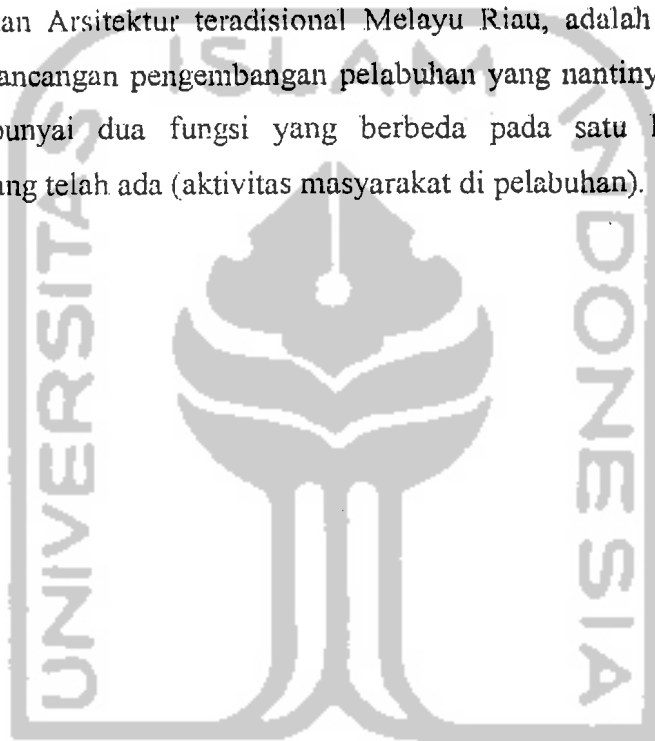 an Arsitektur teradisional Melayu Riau, adalah
ancangan pengembangan pelabuhan yang nantiny
ounyai dua fungsi yang berbeda pada satu
ang telah ada (aktivitas masyarakat di pelabuhan).
UNIVERSITAS
ISLAM
INDONESIA